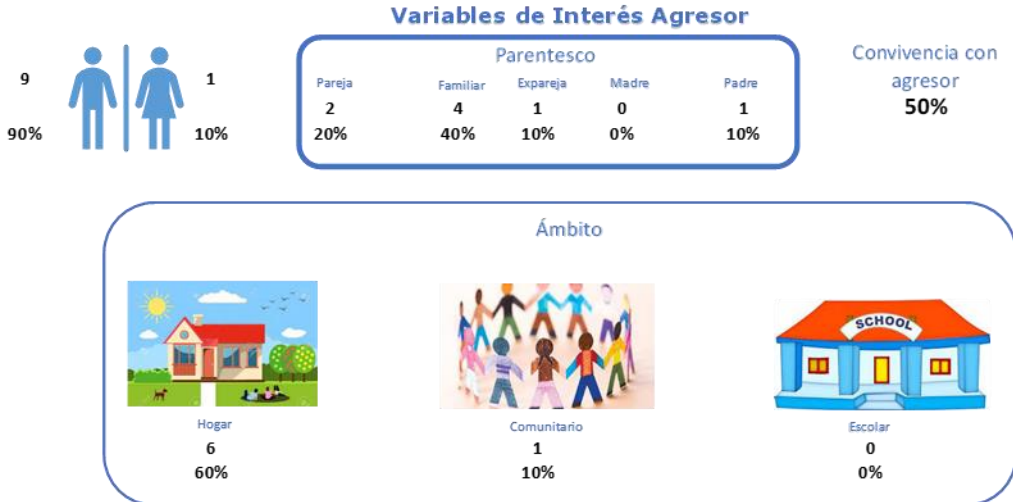 Variables de Interés Agresor
9
90%
1
10%
Parentesco
Pareja Familiar Expareja Madre Padre
2 4 1 0 1
20% 40% 10% 0% 10%
Convivencia con
agresor
50%
Ámbito
SCHOOL
Hogar Comunitario Escolar
6 1 0
60% 10% 0%